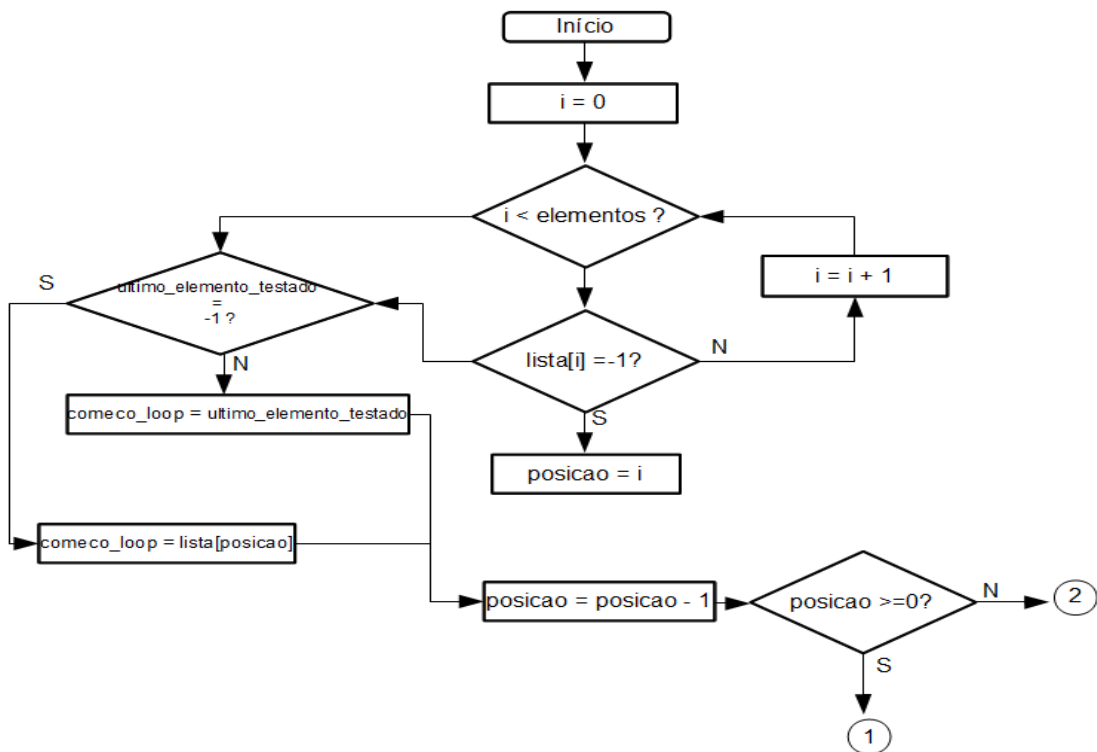 Início
i = 0
i < elementos ?
i = i + 1
S
ultimo_elemento_testado
=
-1 ?
N
lista[i] =-1?
N
S
comeco_loop = ultimo_elemento_testado
posicao = i
comeco_loop = lista[posicao]
posicao = posicao - 1
posicao >=0?
N
2
S
1